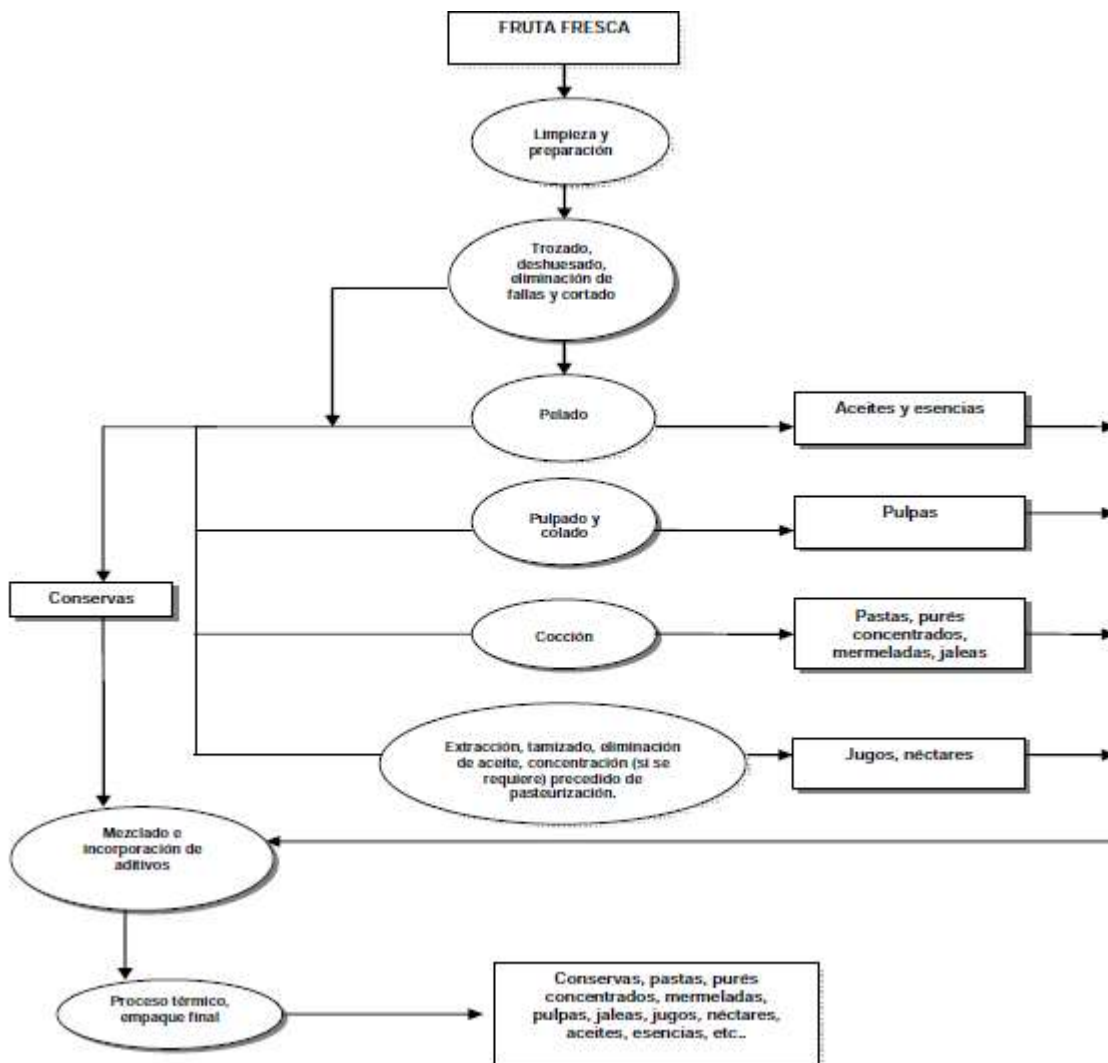 FRUTA FRESCA
Limpieza y
preparación
Trozado,
deshuesado,
eliminación de
fallas y cortado
Pelado
Aceites y esencias
Pulpado y
colado
Pulpas
Conservas
Cocción
Pastas, purés
concentrados,
mermeladas, jaleas
Extracción, tamizado, eliminación
de aceite, concentración (si se
requiere) precedido de
pasteurización.
Jugos, néctares
Mezclado e
incorporación de
aditivos
Proceso térmico,
empaque final
Conservas, pastas, purés
concentrados, mermeladas,
pulpas, jaleas, jugos, néctares,
aceites, esencias, etc..